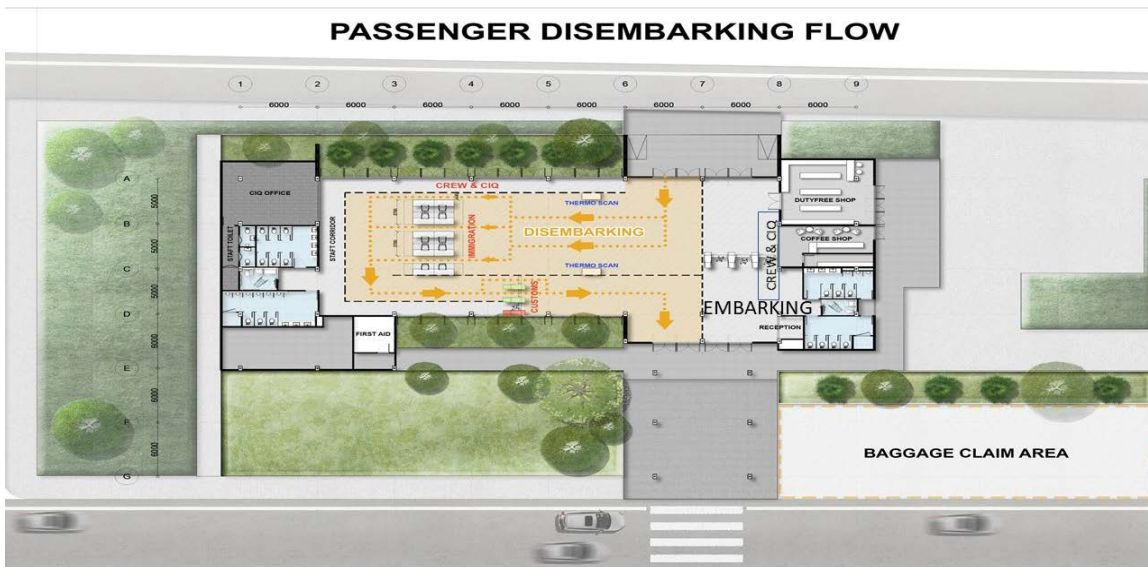 PASSENGER DISEMBARKING FLOW
1 2 3 4 5 6 7 8 9
6000 6000 6000 6000 6000 6000 6000 6000
A
B
C
D
E
F
G
5000
5000
5000
6000
6000
6000
CIQ OFFICE
STAFT TOILET
STAFF CORRIDOR
CREW & CIQ
THERMO SCAN
DISEMBARKING
IMMIGRATION
THERMO SCAN
CUSTOMS
FIRST AID
CREW & CIQ
EMBARKING
RECEPTION
DUTYFREE SHOP
COFFEE SHOP
BAGGAGE CLAIM AREA